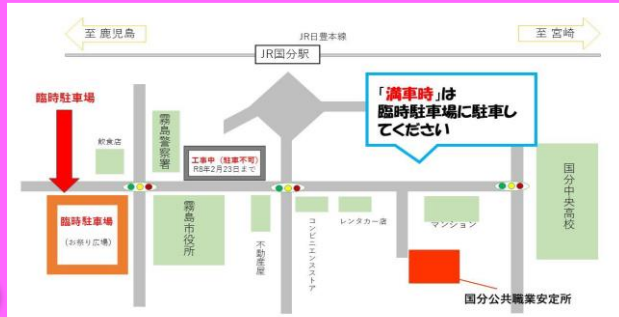 至 鹿児島
JR日豊本線
至 宮崎
JR国分駅
臨時駐車場
「満車時」は
臨時駐車場に駐車し
てください
飲食店
霧島警察署
工事中（駐車不可）
R8年2月23日まで
国分中央高校
臨時駐車場
（お祭り広場）
霧島市役所
不動産屋
コンビニエンスストア
レンタカー店
マンション
国分公共職業安定所